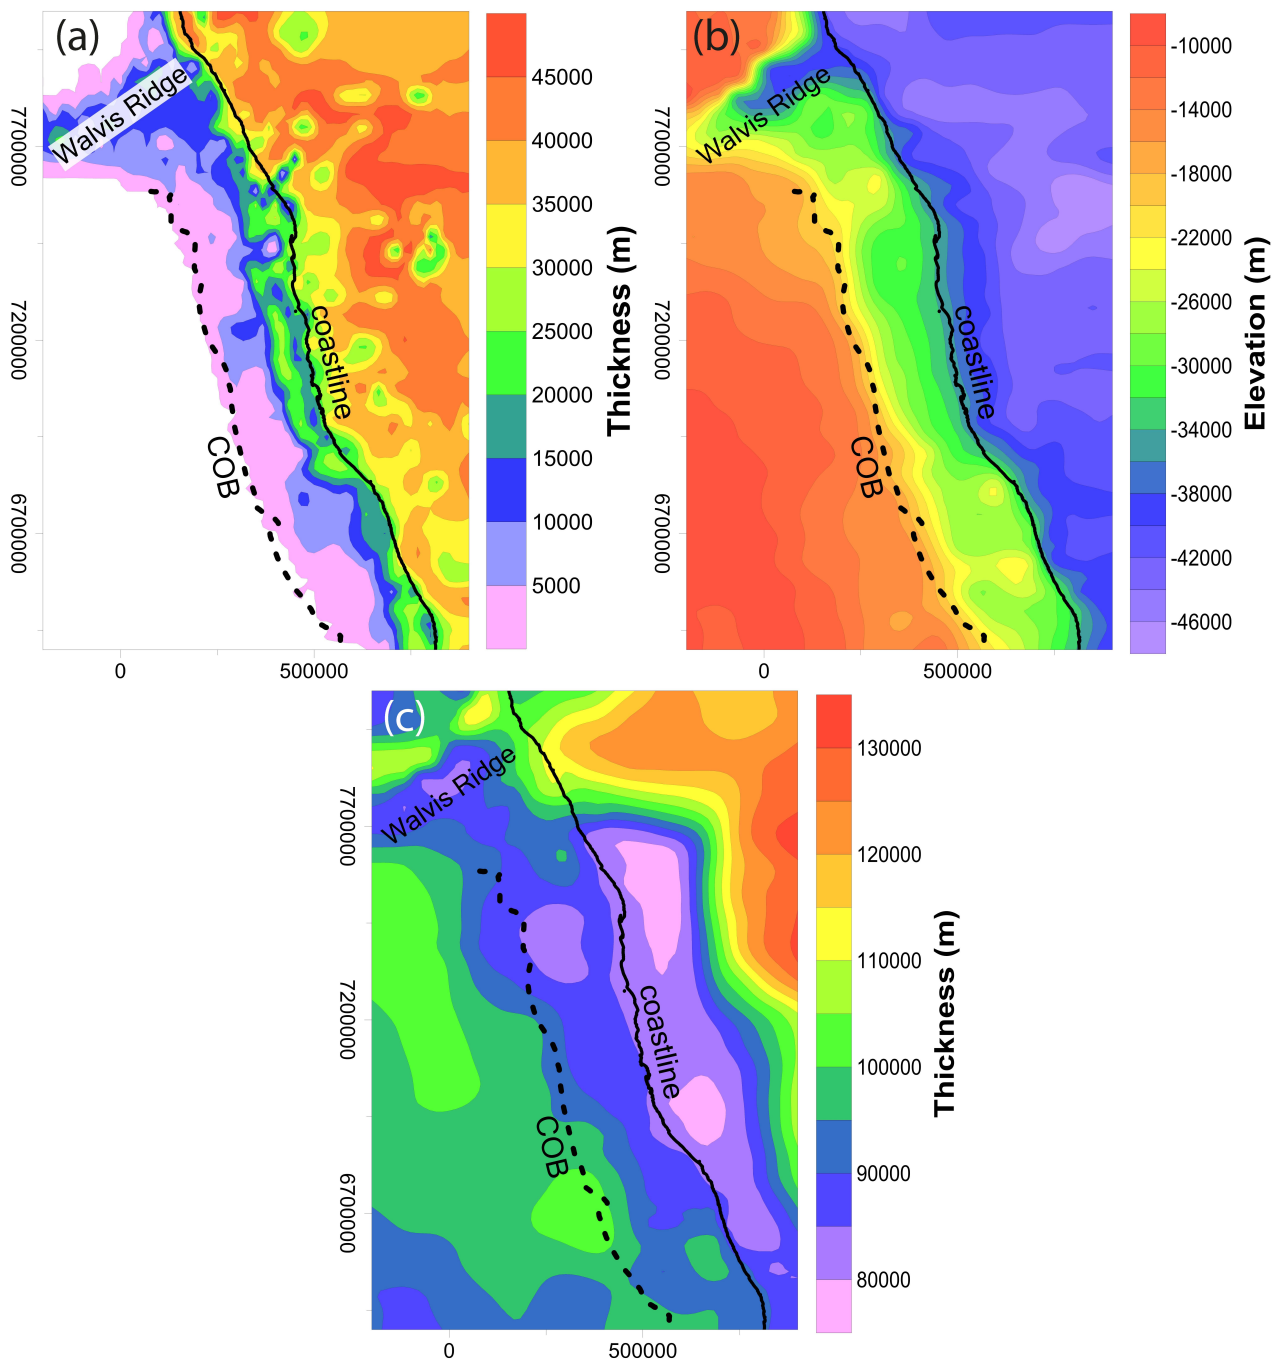 (a)
Walvis Ridge
COB
coastline
7700000
7200000
6700000
0
500000
45000
40000
35000
30000
25000
20000
15000
10000
5000
Thickness (m)
(b)
Walvis Ridge
COB
coastline
7700000
7200000
6700000
0
500000
-10000
-14000
-18000
-22000
-26000
-30000
-34000
-38000
-42000
-46000
Elevation (m)
(c)
Walvis Ridge
COB
coastline
7700000
7200000
6700000
0
500000
130000
120000
110000
100000
90000
80000
Thickness (m)